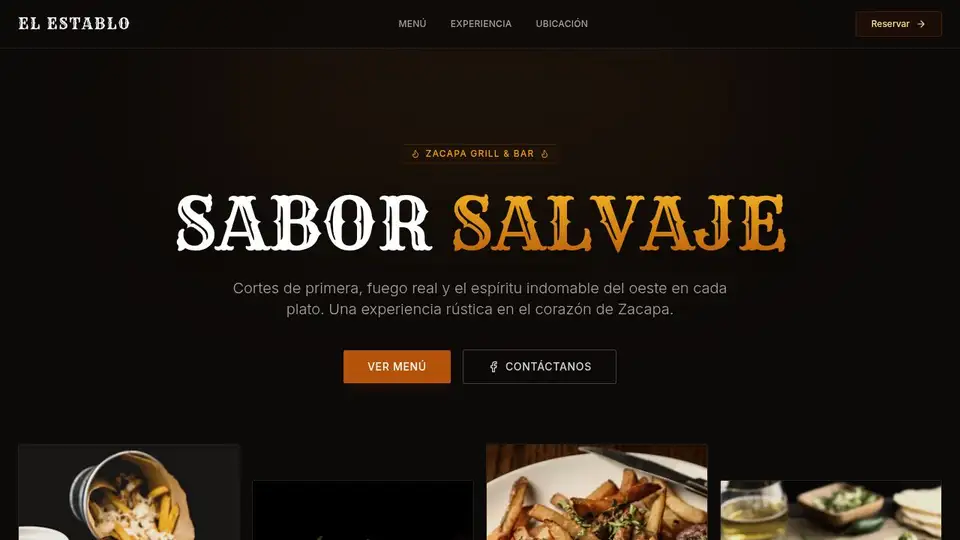 EL ESTABLO
MENÚ
EXPERIENCIA
UBICACIÓN
Reservar
ZACAPA GRILL & BAR
SABOR SALVAJE
Cortes de primera, fuego real y el espíritu indomable del oeste en cada
plato. Una experiencia rústica en el corazón de Zacapa.
VER MENÚ
CONTÁCTANOS